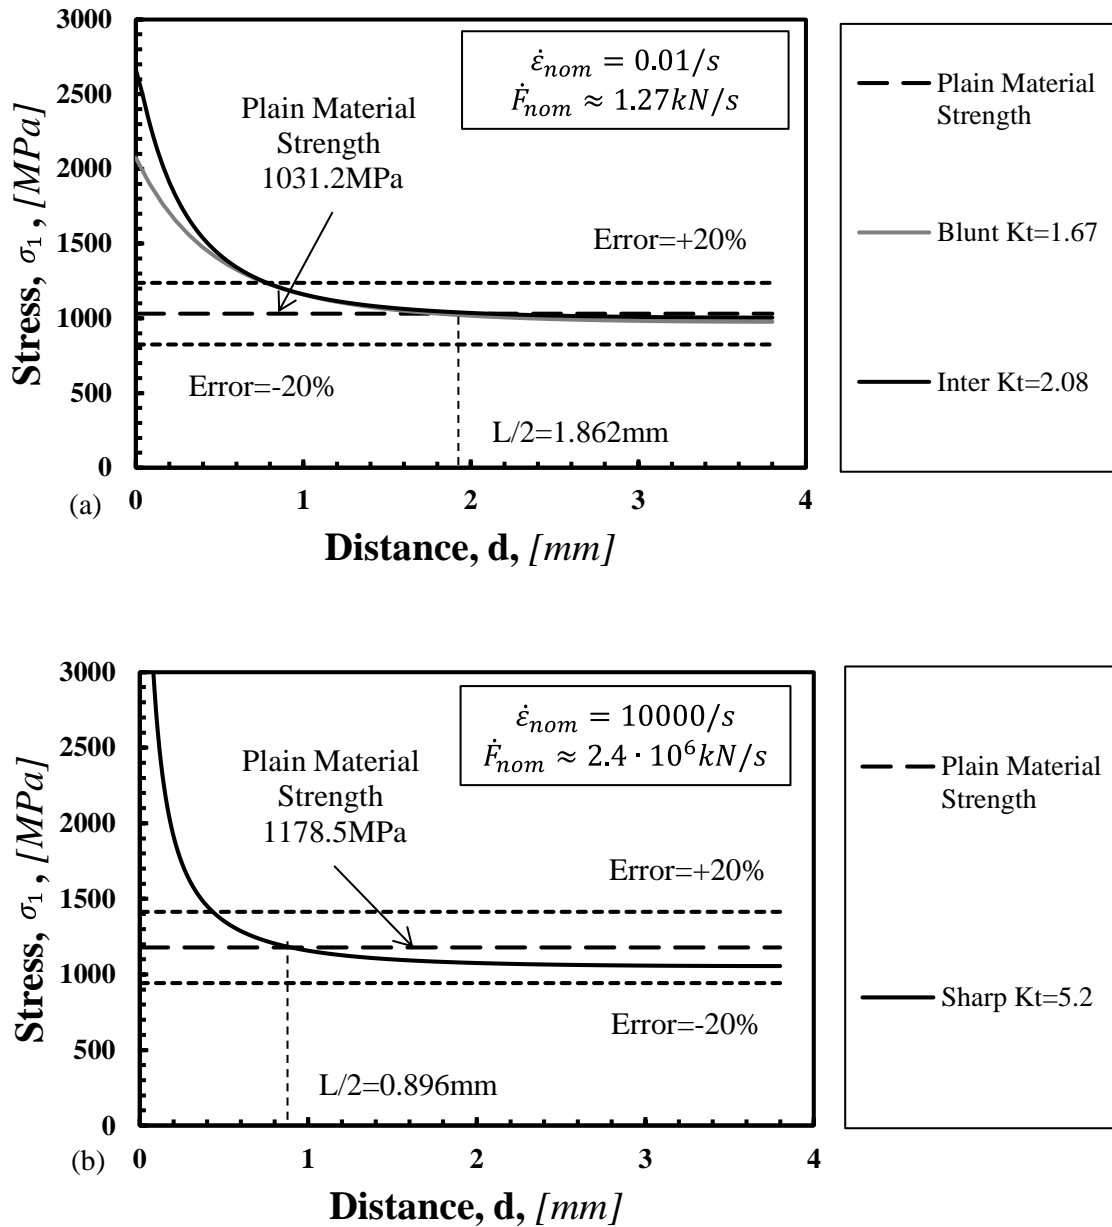 3000
2500
2000
1500
1000
500
0
Stress, σ₁ , [MPa]
ε̇nom = 0.01/s
Ḟnom ≈ 1.27kN/s
Plain Material
Strength
1031.2MPa
Error=+20%
Error=-20%
L/2=1.862mm
0 1 2 3 4
(a)
Distance, d, [mm]
Plain Material
Strength
Blunt Kt=1.67
Inter Kt=2.08
3000
2500
2000
1500
1000
500
0
Stress, σ₁ , [MPa]
ε̇nom = 10000/s
Ḟnom ≈ 2.4 · 10⁶kN/s
Plain Material
Strength
1178.5MPa
Error=+20%
Error=-20%
L/2=0.896mm
0 1 2 3 4
(b)
Distance, d, [mm]
Plain Material
Strength
Sharp Kt=5.2